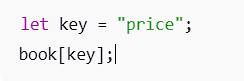 let key = "price";
book[key];